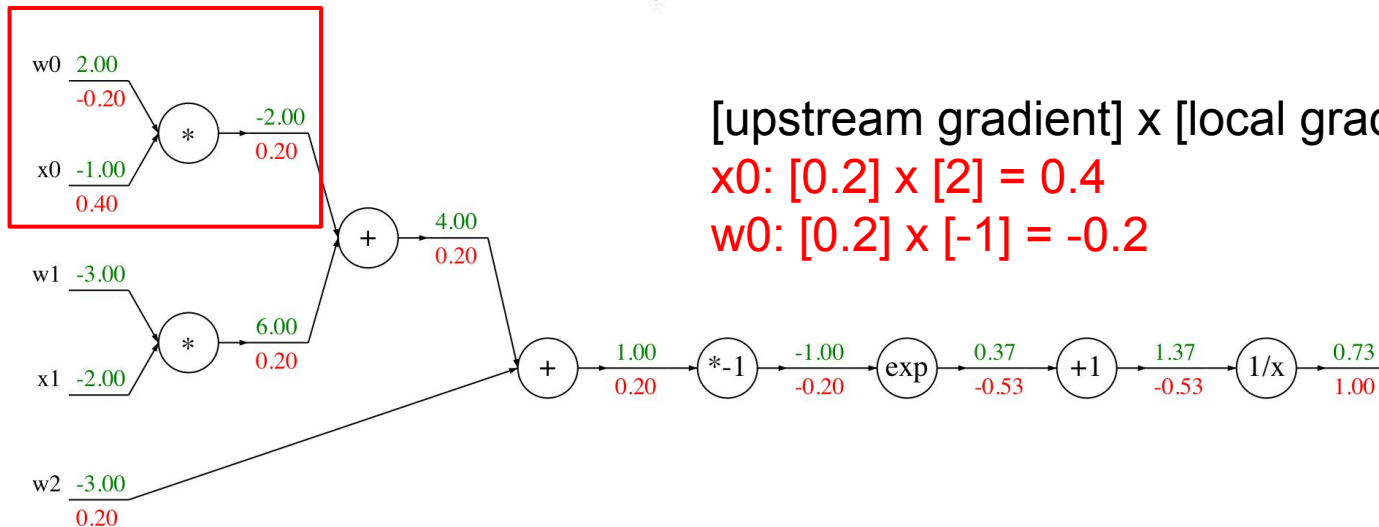 w0 2.00
-0.20
*
-2.00
0.20
x0 -1.00
0.40
[upstream gradient] x [local grad
x0: [0.2] x [2] = 0.4
w0: [0.2] x [-1] = -0.2
+
4.00
0.20
w1 -3.00
*
6.00
0.20
x1 -2.00
+
1.00
0.20
*-1
-1.00
-0.20
exp
0.37
-0.53
+1
1.37
-0.53
1/x
0.73
1.00
w2 -3.00
0.20